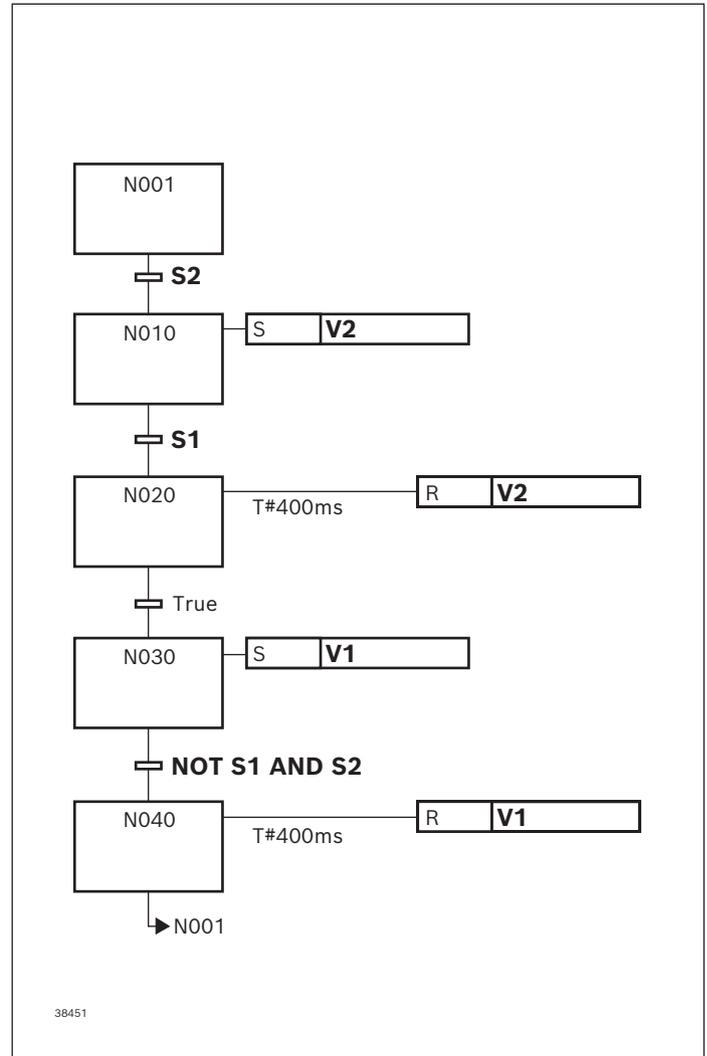 N001
S2
N010
S V2
S1
N020
T#400ms
R V2
True
N030
S V1
NOT S1 AND S2
N040
T#400ms
R V1
N001
38451